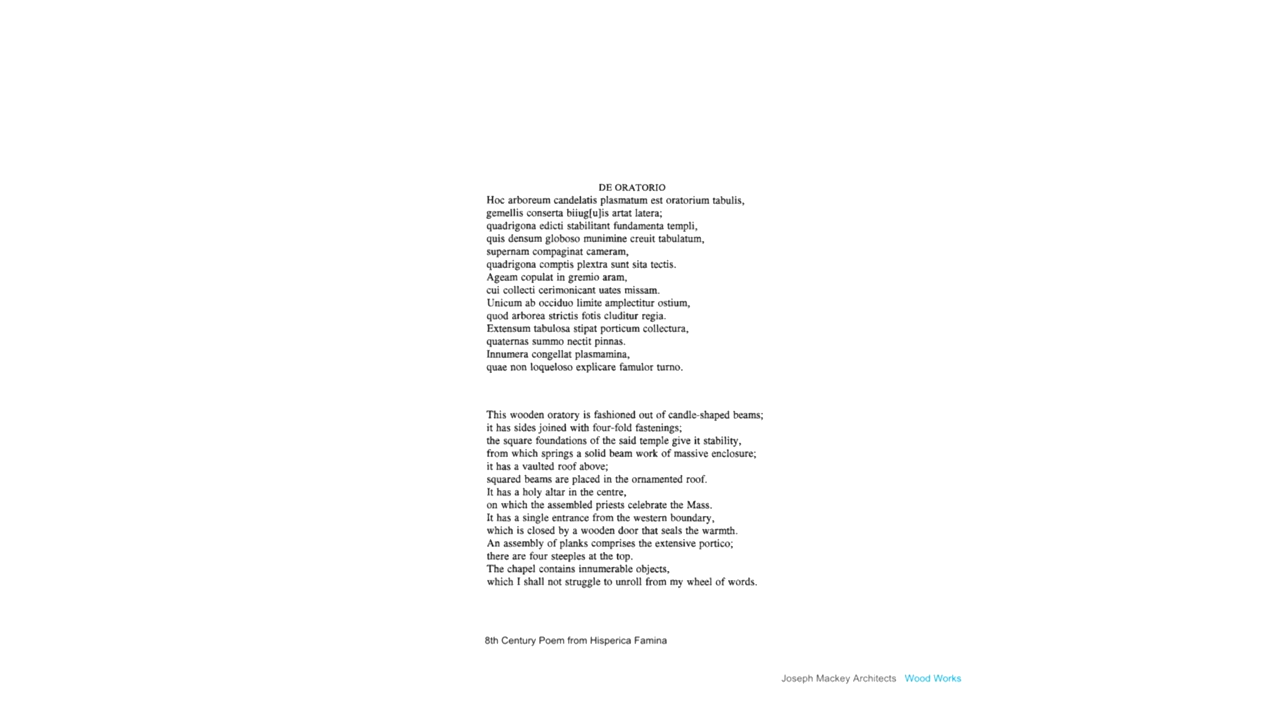 DE ORATORIO
Hoc arboreum candelatis plasmatum est oratorium tabulis,
gemellis conserta biiug[u]is artat latera;
quadrigona edicti stabilitant fundamenta templi,
quis densum globoso munimine creuit tabulatum,
supernam compaginat cameram,
quadrigona comptis plextra sunt sita tectis.
Ageam copulat in gremio aram,
cui collecti cerimonicant uates missam.
Unicum ab occiduo limite amplectitur ostium,
quod arborea strictis fotis cluditur regia.
Extensum tabulosa stipat porticum collectura,
quaternas summo nectit pinnas.
Innumera congellat plasmamina,
quae non loqueloso explicare famulor turno.
This wooden oratory is fashioned out of candle-shaped beams;
it has sides joined with four-fold fastenings;
the square foundations of the said temple give it stability,
from which springs a solid beam work of massive enclosure;
it has a vaulted roof above;
squared beams are placed in the ornamented roof.
It has a holy altar in the centre,
on which the assembled priests celebrate the Mass.
It has a single entrance from the western boundary,
which is closed by a wooden door that seals the warmth.
An assembly of planks comprises the extensive portico;
there are four steeples at the top.
The chapel contains innumerable objects,
which I shall not struggle to unroll from my wheel of words.
8th Century Poem from Hisperica Famina
Joseph Mackey Architects Wood Works